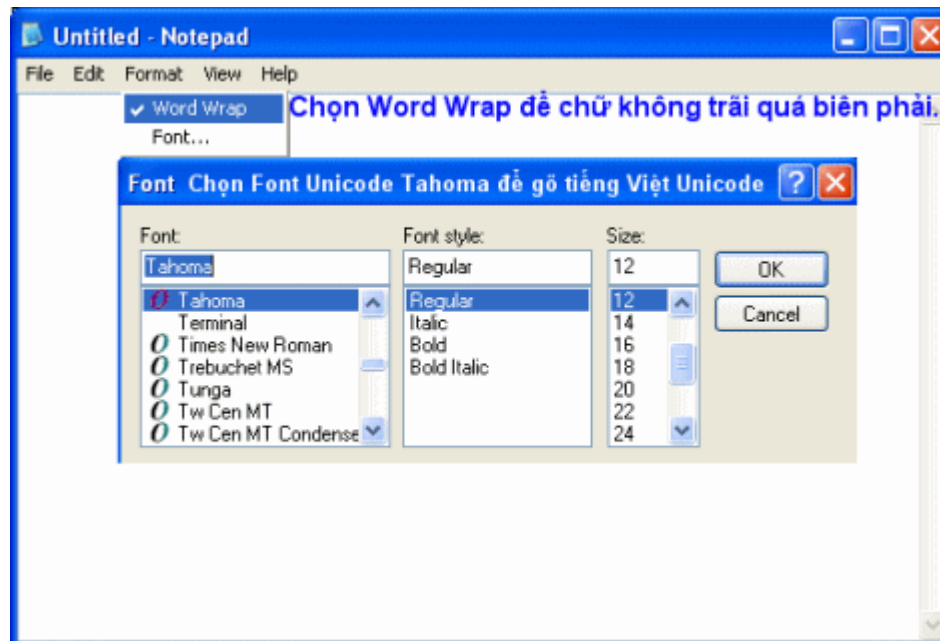 Untitled - Notepad
File Edit Format View Help
Word Wrap Chọn Word Wrap để chữ không trãi quá biên phải.
Font...
Font Chọn Font Unicode Tahoma để gõ tiếng Việt Unicode
Font: Font style: Size:
Tahoma Regular 12 OK
Tahoma Regular 12 Cancel
Terminal Italic 14
Times New Roman Bold 16
Trebuchet MS Bold Italic 18
Tunga 20
Tw Cen MT 22
Tw Cen MT Condense 24